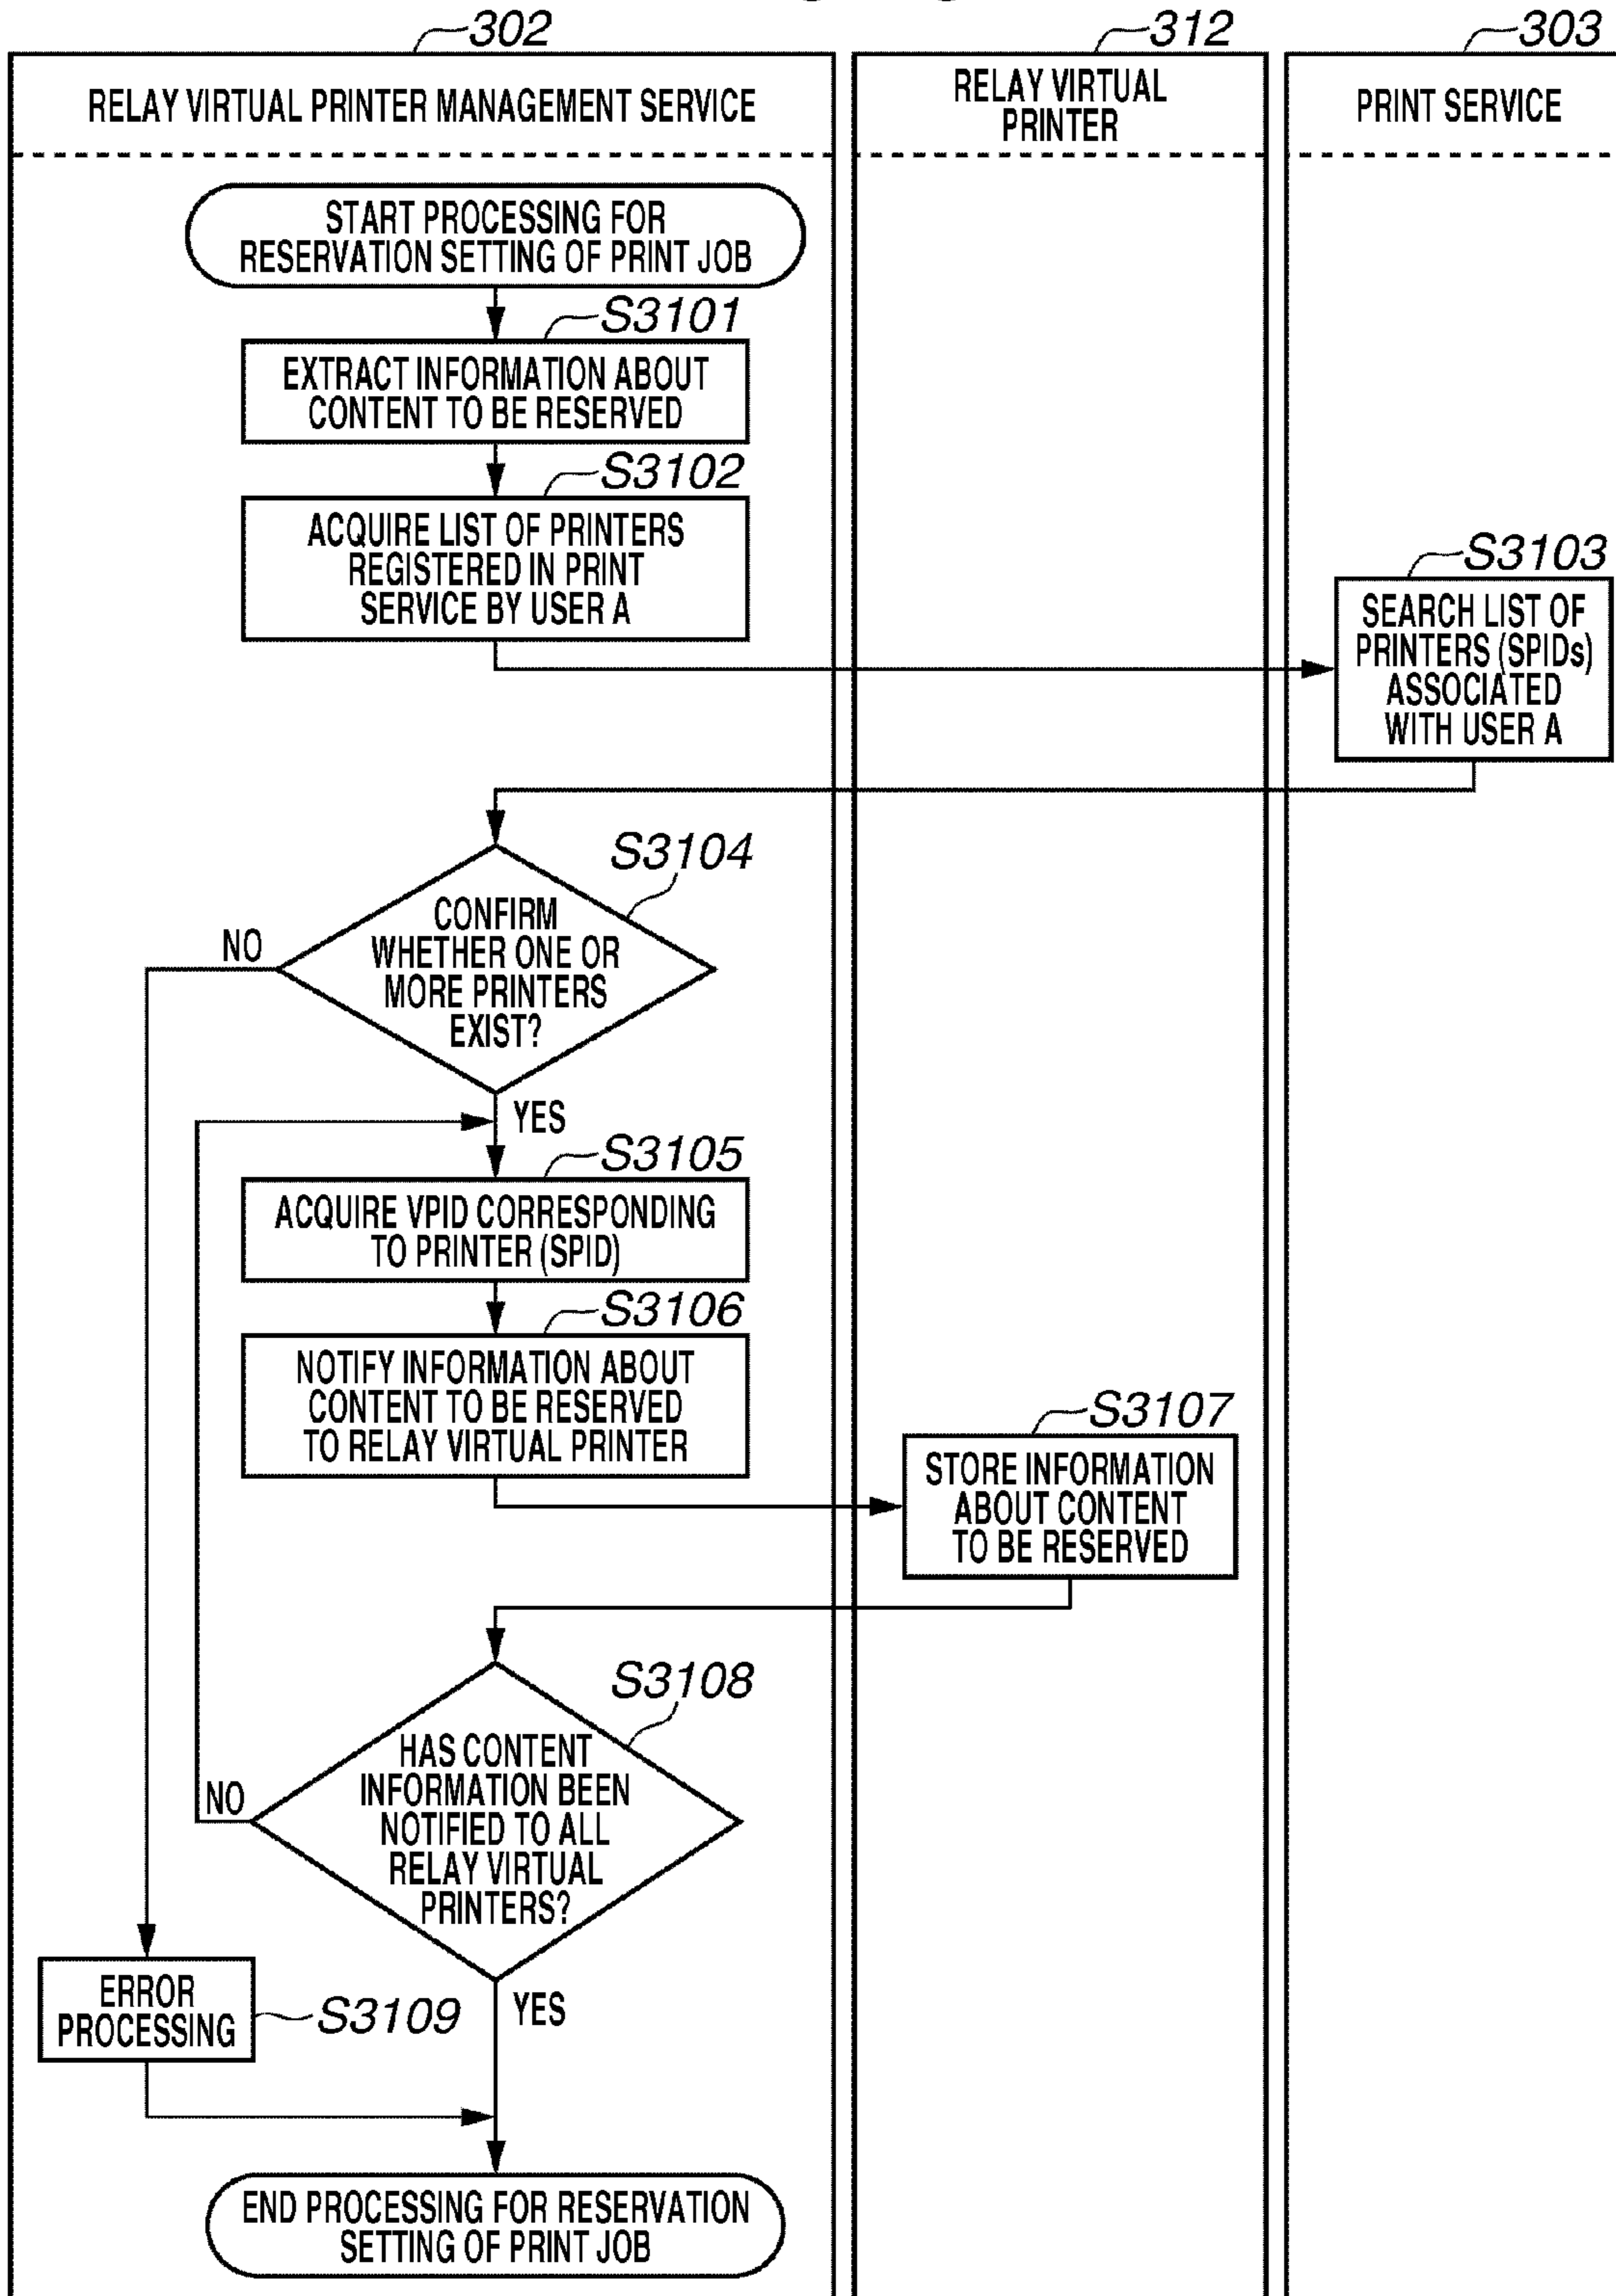 302
312
303
RELAY VIRTUAL PRINTER MANAGEMENT SERVICE
RELAY VIRTUAL
PRINTER
PRINT SERVICE
START PROCESSING FOR
RESERVATION SETTING OF PRINT JOB
S3101
EXTRACT INFORMATION ABOUT
CONTENT TO BE RESERVED
S3102
ACQUIRE LIST OF PRINTERS
REGISTERED IN PRINT
SERVICE BY USER A
S3103
SEARCH LIST OF
PRINTERS (SPIDs)
ASSOCIATED
WITH USER A
S3104
CONFIRM
WHETHER ONE OR
MORE PRINTERS
EXIST?
NO
YES
S3105
ACQUIRE VPID CORRESPONDING
TO PRINTER (SPID)
S3106
NOTIFY INFORMATION ABOUT
CONTENT TO BE RESERVED
TO RELAY VIRTUAL PRINTER
S3107
STORE INFORMATION
ABOUT CONTENT
TO BE RESERVED
S3108
HAS CONTENT
INFORMATION BEEN
NOTIFIED TO ALL
RELAY VIRTUAL
PRINTERS?
NO
YES
ERROR
PROCESSING
S3109
END PROCESSING FOR RESERVATION
SETTING OF PRINT JOB